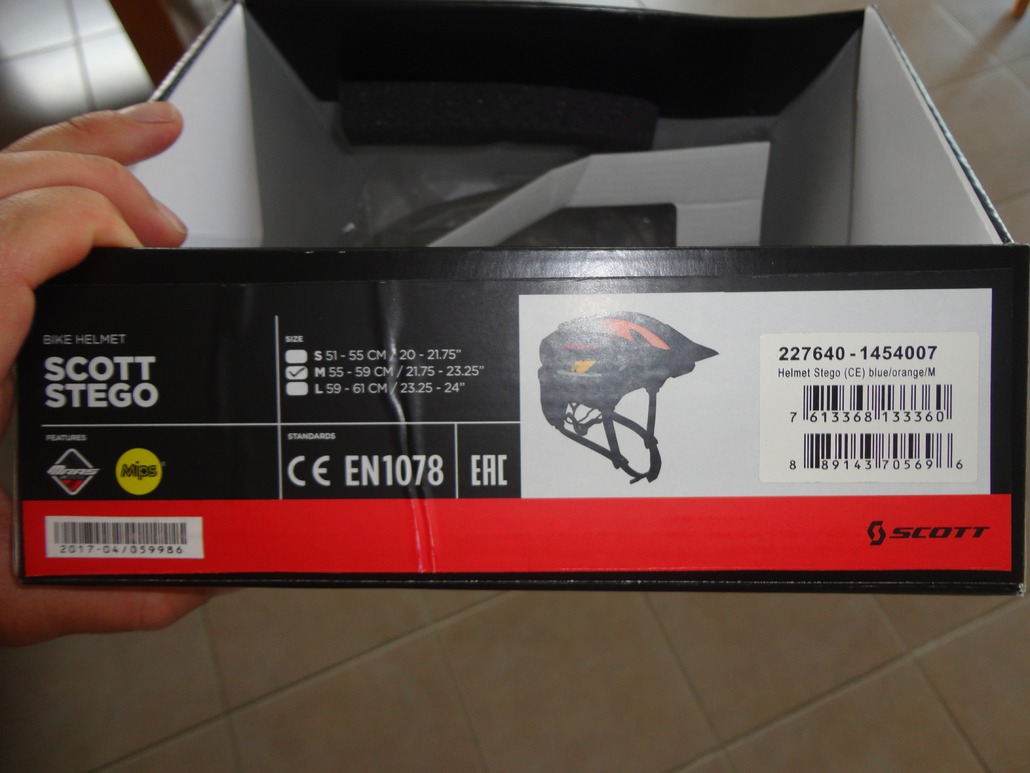 BIKE HELMET
SCOTT
STEGO
SIZE
S 51 - 55 CM / 20 - 21.75”
M 55 - 59 CM / 21.75 - 23.25”
L 59 - 61 CM / 23.25 - 24”
FEATURES
MARS
Mips
STANDARDS
CE EN1078
EAC
227640 - 1454007
Helmet Stego (CE) blue/orange/M
7 613368 133360
8 89143 70569 6
2017-04/059986
SCOTT